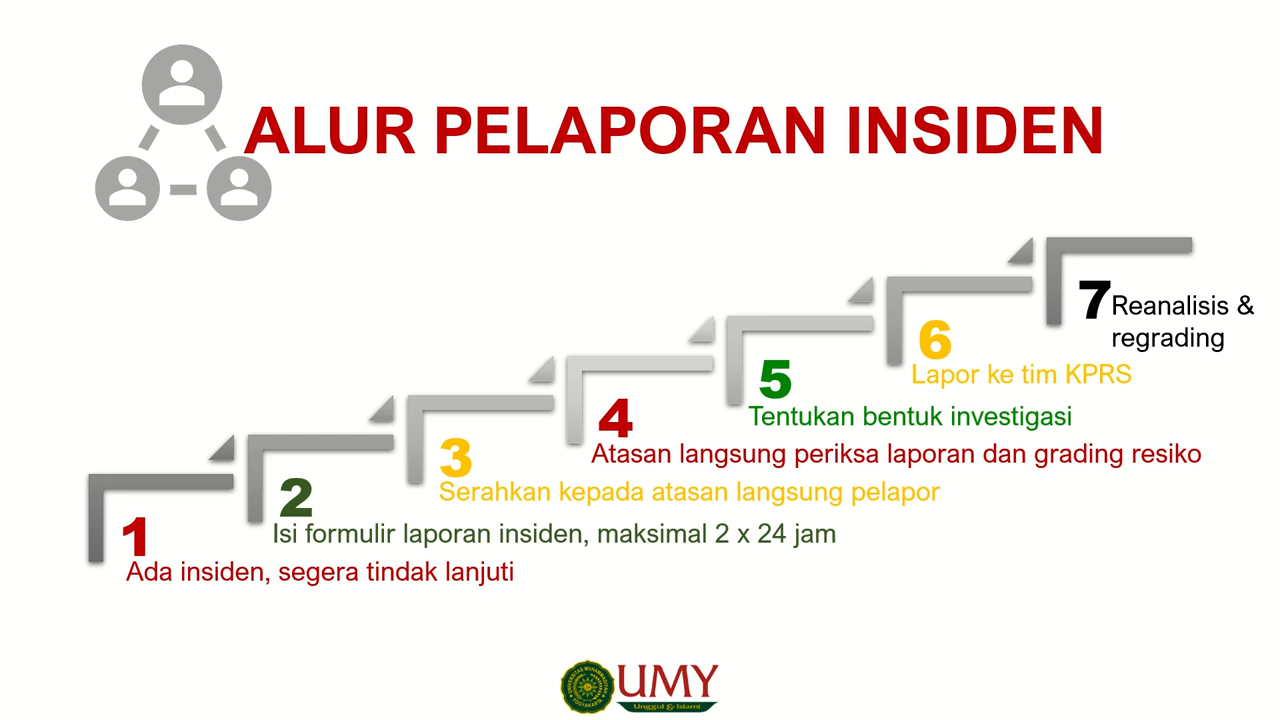 ALUR PELAPORAN INSIDEN
1
Ada insiden, segera tindak lanjuti
2
Isi formulir laporan insiden, maksimal 2 x 24 jam
3
Serahkan kepada atasan langsung pelapor
4
Atasan langsung periksa laporan dan grading resiko
5
Tentukan bentuk investigasi
6
Lapor ke tim KPRS
7
Reanalisis &
regrading
UMY
Unggul & Islami